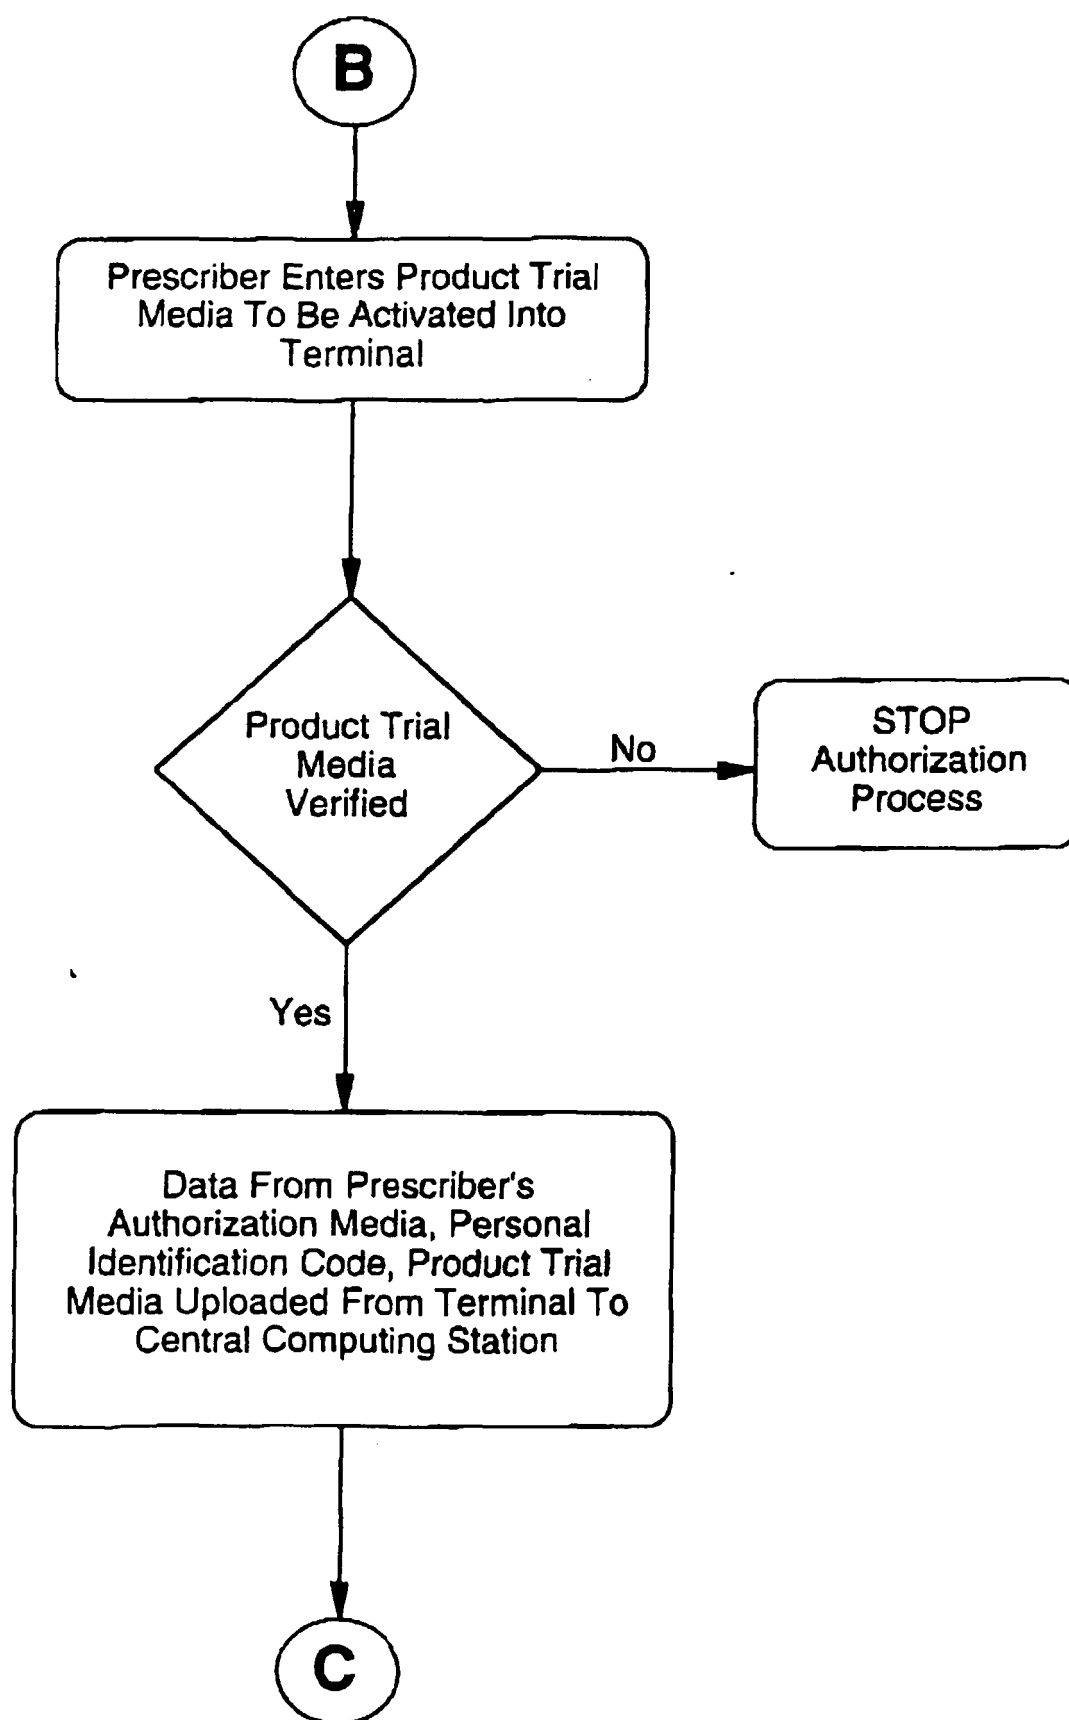 B
Prescriber Enters Product Trial
Media To Be Activated Into
Terminal
Product Trial
Media
Verified
No
STOP
Authorization
Process
Yes
Data From Prescriber's
Authorization Media, Personal
Identification Code, Product Trial
Media Uploaded From Terminal To
Central Computing Station
C